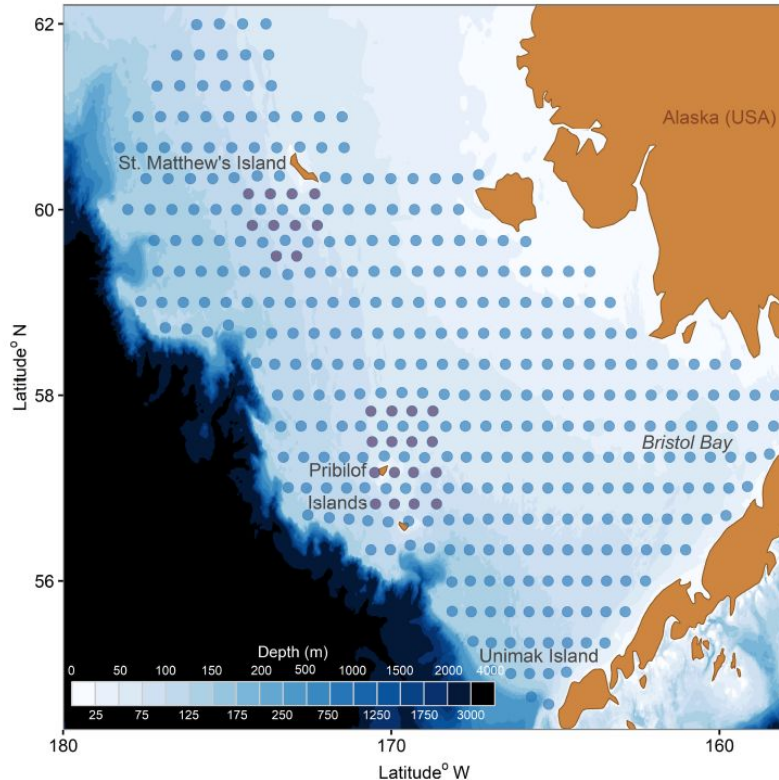 62
Alaska (USA)
St. Matthew's Island
60
Latitude° N
58
Bristol Bay
Pribilof
Islands
56
Depth (m)
Unimak Island
0 50 100 150 200 500 1000 1500 2000 4000
25 75 125 175 250 750 1250 1750 3000
180 170 160
Latitude° W